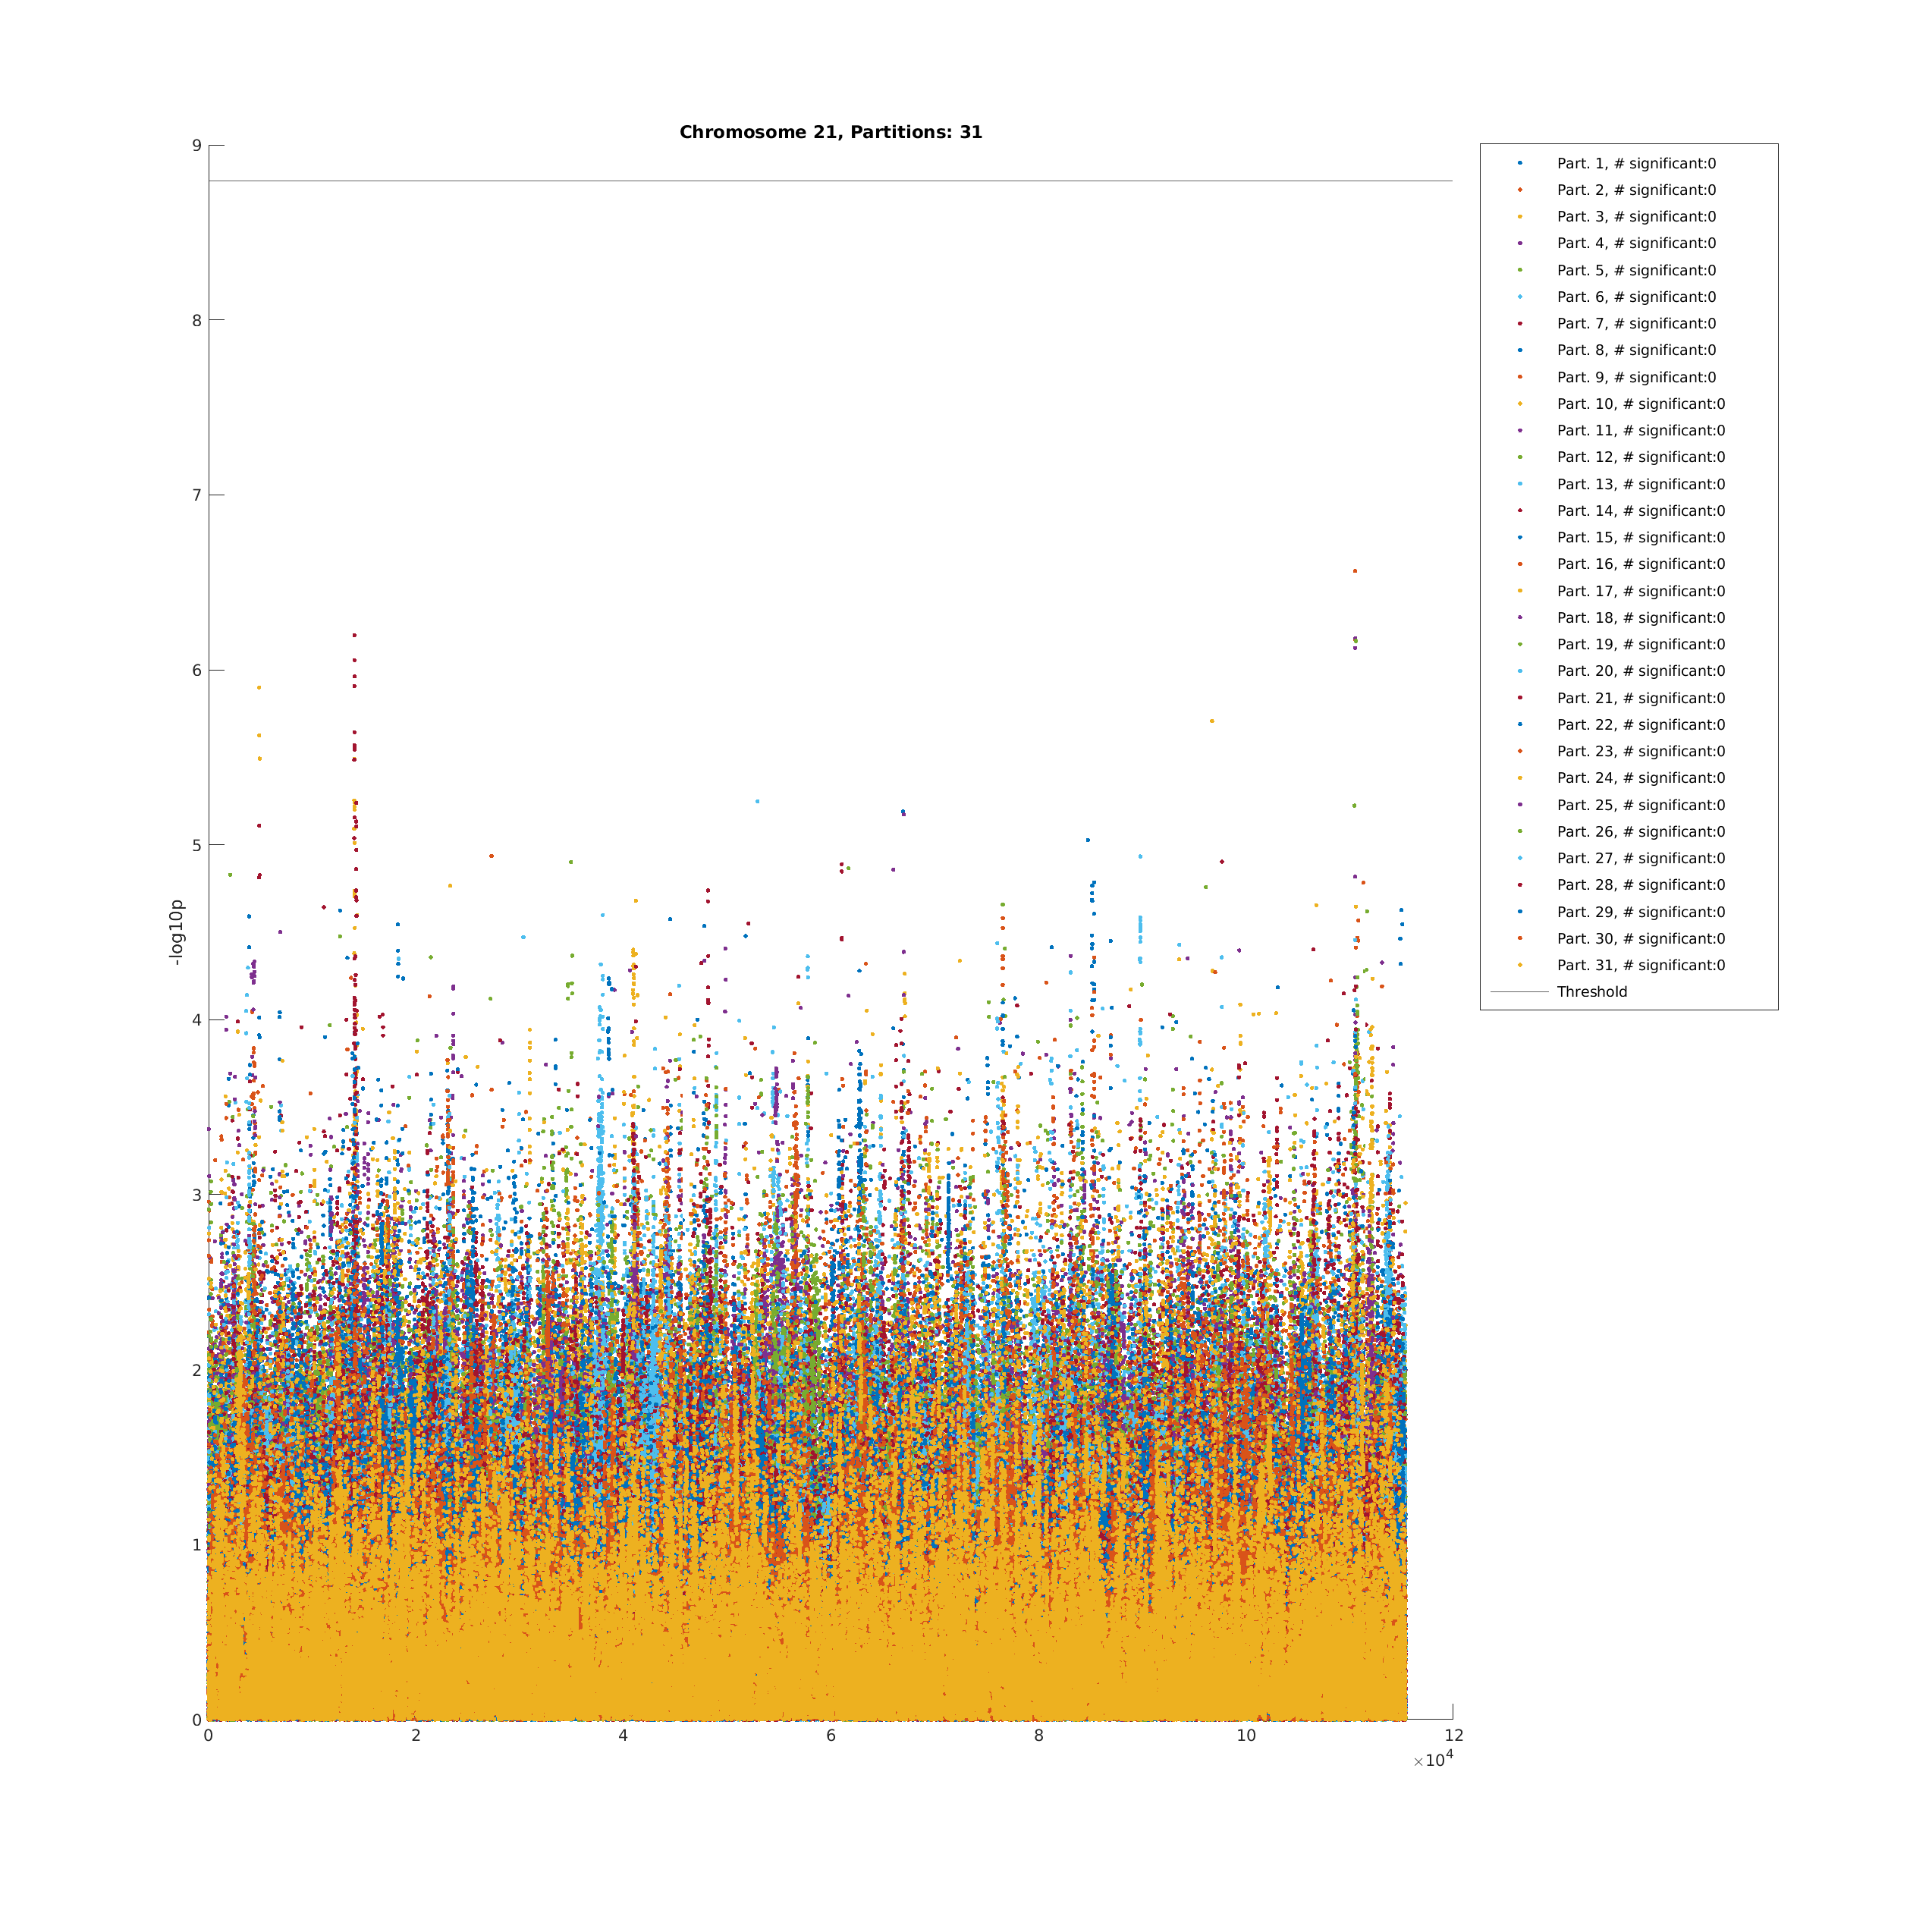 Chromosome 21, Partitions: 31
9
8
7
6
5
4
3
2
1
0
-log10p
0 2 4 6 8 10 12
×10^4
Part. 1, # significant:0
Part. 2, # significant:0
Part. 3, # significant:0
Part. 4, # significant:0
Part. 5, # significant:0
Part. 6, # significant:0
Part. 7, # significant:0
Part. 8, # significant:0
Part. 9, # significant:0
Part. 10, # significant:0
Part. 11, # significant:0
Part. 12, # significant:0
Part. 13, # significant:0
Part. 14, # significant:0
Part. 15, # significant:0
Part. 16, # significant:0
Part. 17, # significant:0
Part. 18, # significant:0
Part. 19, # significant:0
Part. 20, # significant:0
Part. 21, # significant:0
Part. 22, # significant:0
Part. 23, # significant:0
Part. 24, # significant:0
Part. 25, # significant:0
Part. 26, # significant:0
Part. 27, # significant:0
Part. 28, # significant:0
Part. 29, # significant:0
Part. 30, # significant:0
Part. 31, # significant:0
Threshold